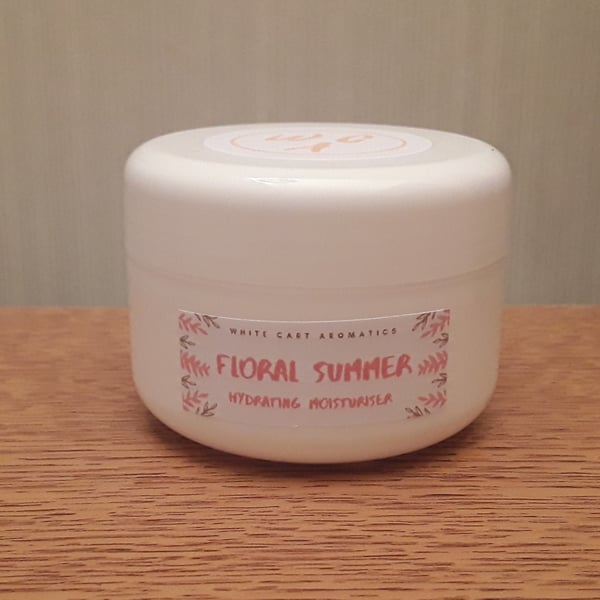 W C
A
WHITE CART AROMATICS
FLORAL SUMMER
HYDRATING MOISTURISER